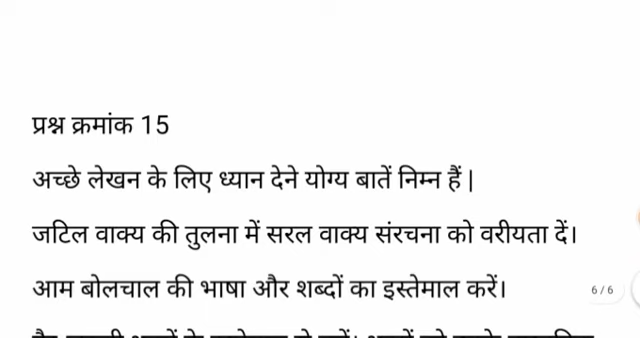 प्रश्न क्रमांक 15
अच्छे लेखन के लिए ध्यान देने योग्य बातें निम्न हैं |
जटिल वाक्य की तुलना में सरल वाक्य संरचना को वरीयता दें।
आम बोलचाल की भाषा और शब्दों का इस्तेमाल करें।
6 / 6